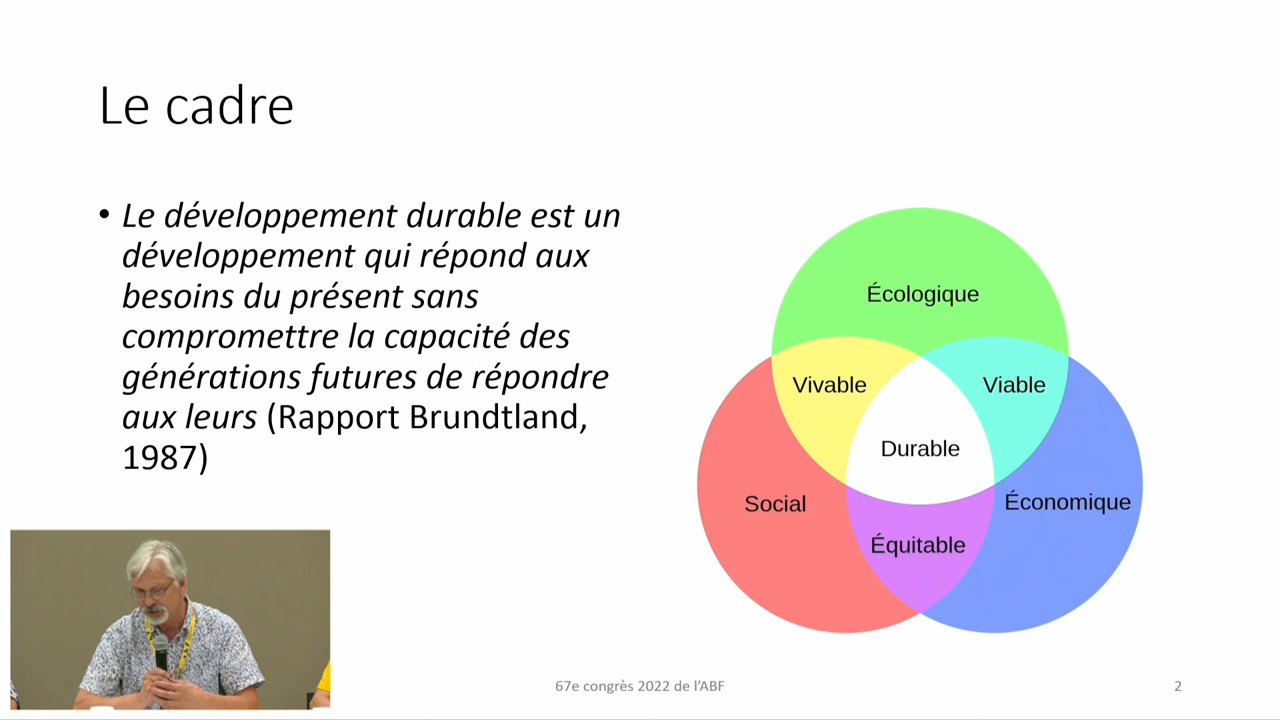 Le cadre
• Le développement durable est un
développement qui répond aux
besoins du présent sans
compromettre la capacité des
générations futures de répondre
aux leurs (Rapport Brundtland,
1987)
Écologique
Vivable
Viable
Durable
Social
Économique
Équitable
67e congrès 2022 de l'ABF
2